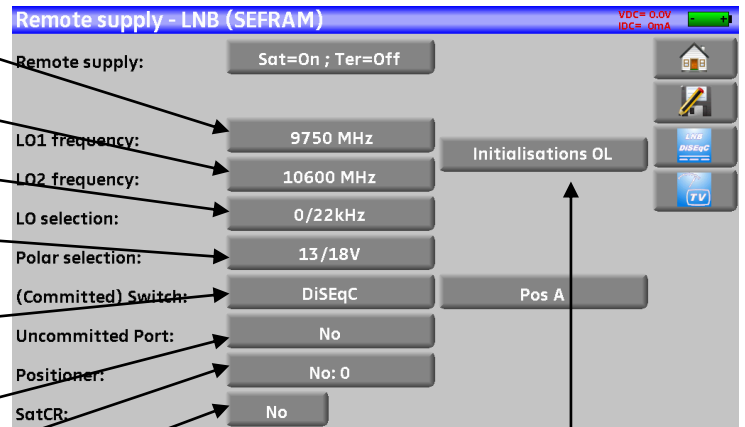 Remote supply - LNB (SEFRAM)
VDC= 0.0V
IDC= 0mA
- +
Remote supply: Sat=On ; Ter=Off
LO1 frequency: 9750 MHz
Initialisations OL
LNB
DiSEqC
LO2 frequency: 10600 MHz
TV
LO selection: 0/22kHz
Polar selection: 13/18V
(Committed) Switch: DiSEqC Pos A
Uncommitted Port: No
Positioner: No: 0
SatCR: No